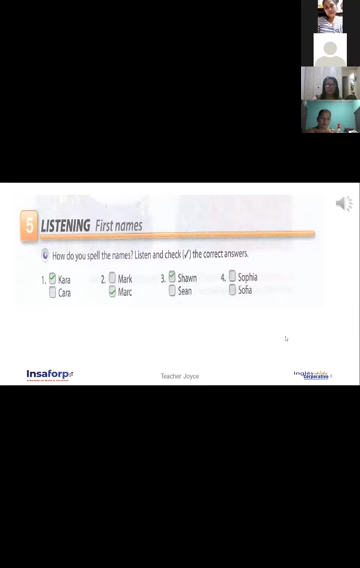 5 LISTENING First names
How do you spell the names? Listen and check (✓) the correct answers.
1. Kara 2. Mark 3. Shawn 4. Sophia
Cara Marc Sean Sofia
Insaforp
Teacher Joyce
Corporativo